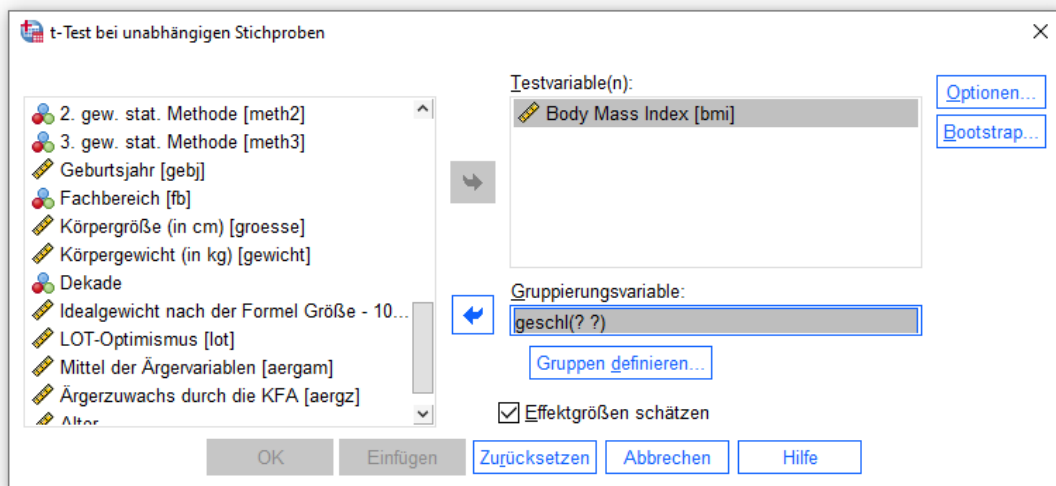 t-Test bei unabhängigen Stichproben
2. gew. stat. Methode [meth2]
3. gew. stat. Methode [meth3]
Geburtsjahr [gebj]
Fachbereich [fb]
Körpergröße (in cm) [groesse]
Körpergewicht (in kg) [gewicht]
Dekade
Idealgewicht nach der Formel Größe - 10...
LOT-Optimismus [lot]
Mittel der Ärgervariablen [aergam]
Ärgerzuwachs durch die KFA [aergz]
Alter
Testvariable(n):
Body Mass Index [bmi]
Gruppierungsvariable:
geschl(? ?)
Gruppen definieren...
Effektgrößen schätzen
Optionen...
Bootstrap...
OK
Einfügen
Zurücksetzen
Abbrechen
Hilfe